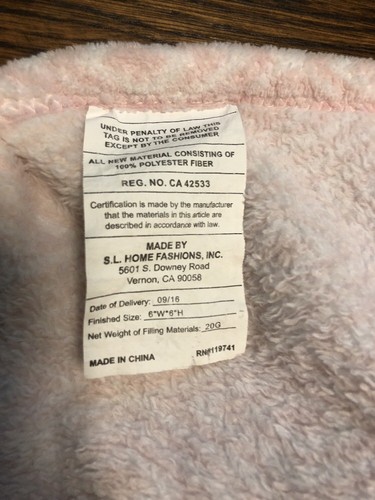 UNDER PENALTY OF LAW THIS
TAG IS NOT TO BE REMOVED
EXCEPT BY THE CONSUMER
ALL NEW MATERIAL CONSISTING OF
100% POLYESTER FIBER
REG. NO. CA 42533
Certification is made by the manufacturer
that the materials in this article are
described in accordance with law.
MADE BY
S.L. HOME FASHIONS, INC.
5601 S. Downey Road
Vernon, CA 90058
Date of Delivery: 09/16
Finished Size: 6"W*6"H
Net Weight of Filling Materials: 20G
MADE IN CHINA RN#119741